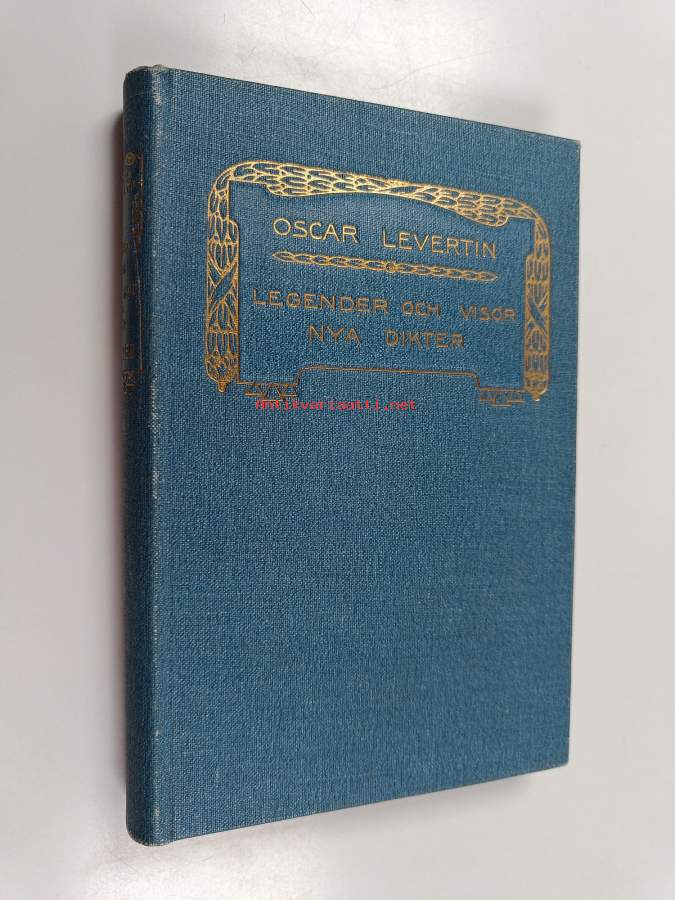 OSCAR LEVERTIN
LEGENDER OCH VISOR
NYA DIKTER
Antikvariaatti.net